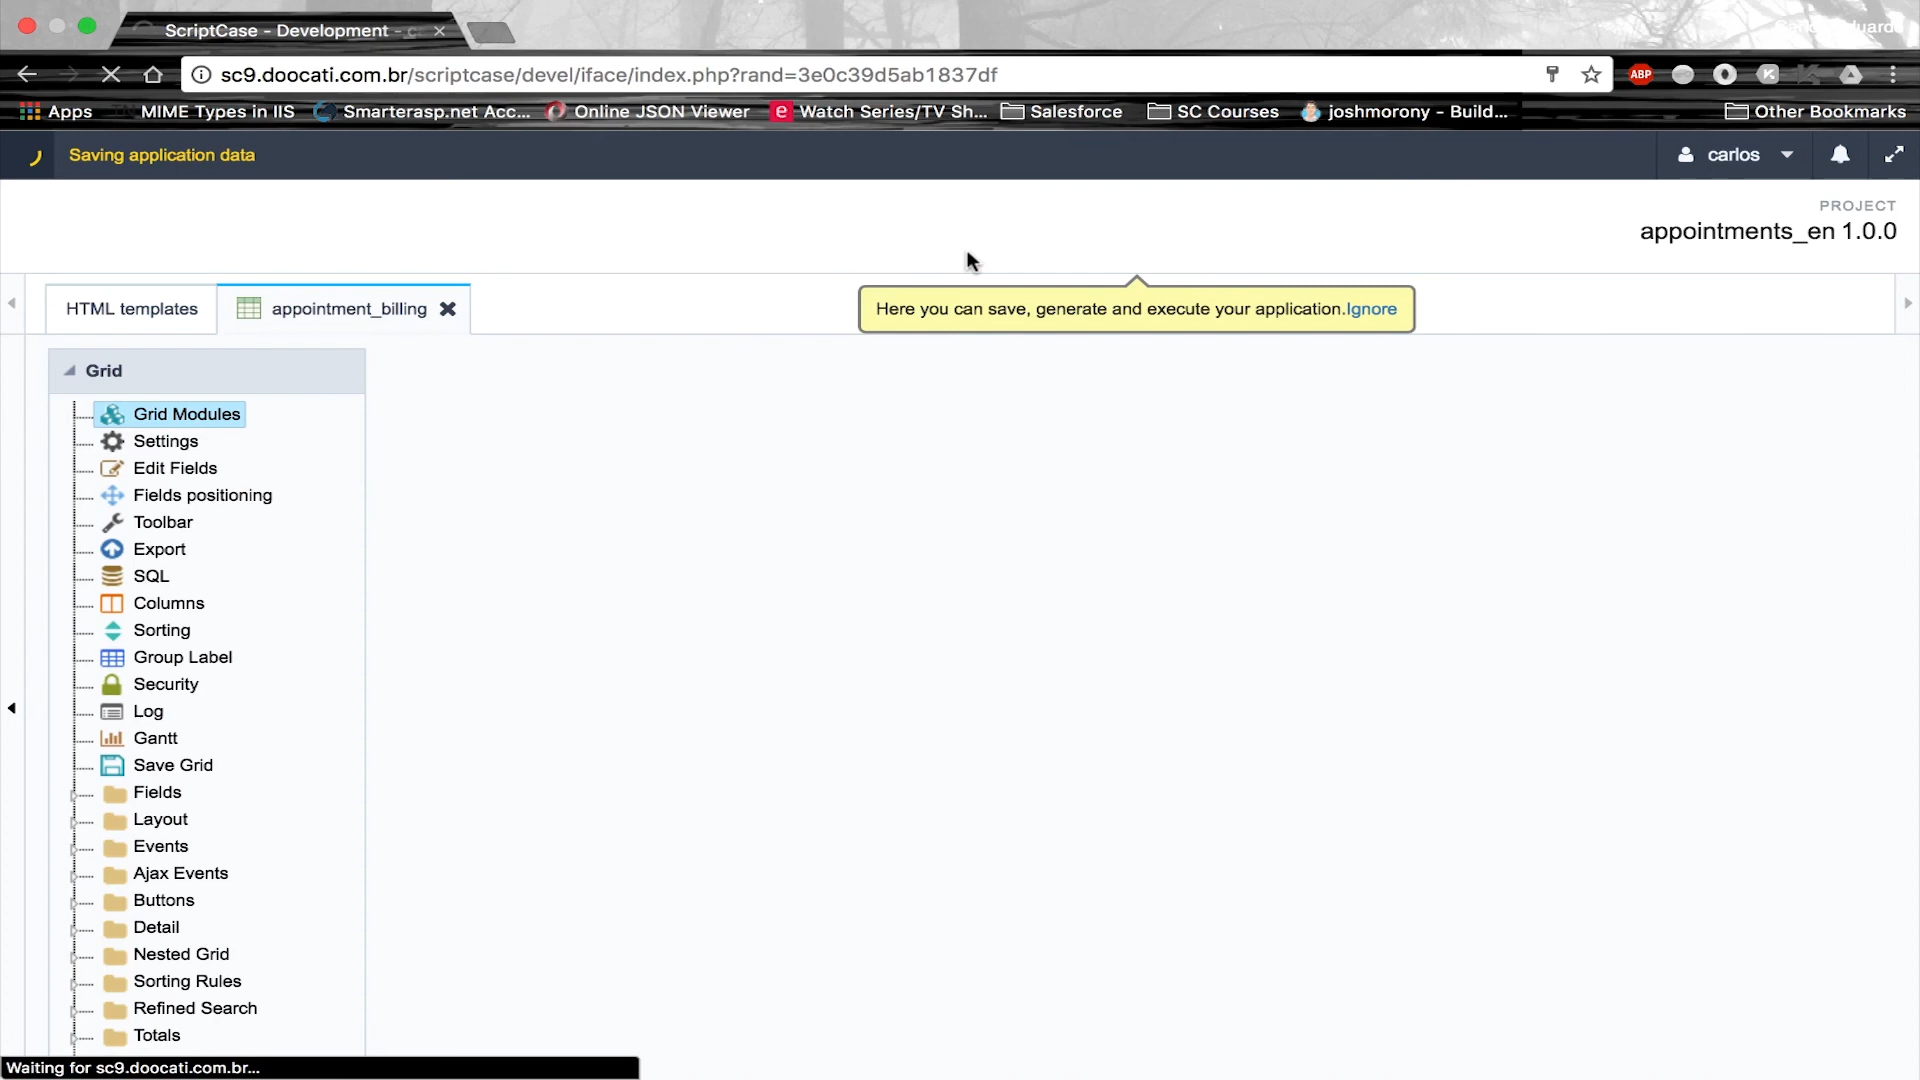 ScriptCase - Development - c
sc9.doocati.com.br/scriptcase/devel/iface/index.php?rand=3e0c39d5ab1837df
ABP
Apps
MIME Types in IIS
Smarterasp.net Acc...
Online JSON Viewer
Watch Series/TV Sh...
Salesforce
SC Courses
joshmorony - Build...
Other Bookmarks
Saving application data
carlos
PROJECT
appointments_en 1.0.0
HTML templates
appointment_billing
Here you can save, generate and execute your application.Ignore
Grid
Grid Modules
Settings
Edit Fields
Fields positioning
Toolbar
Export
SQL
Columns
Sorting
Group Label
Security
Log
Gantt
Save Grid
Fields
Layout
Events
Ajax Events
Buttons
Detail
Nested Grid
Sorting Rules
Refined Search
Totals
Waiting for sc9.doocati.com.br...